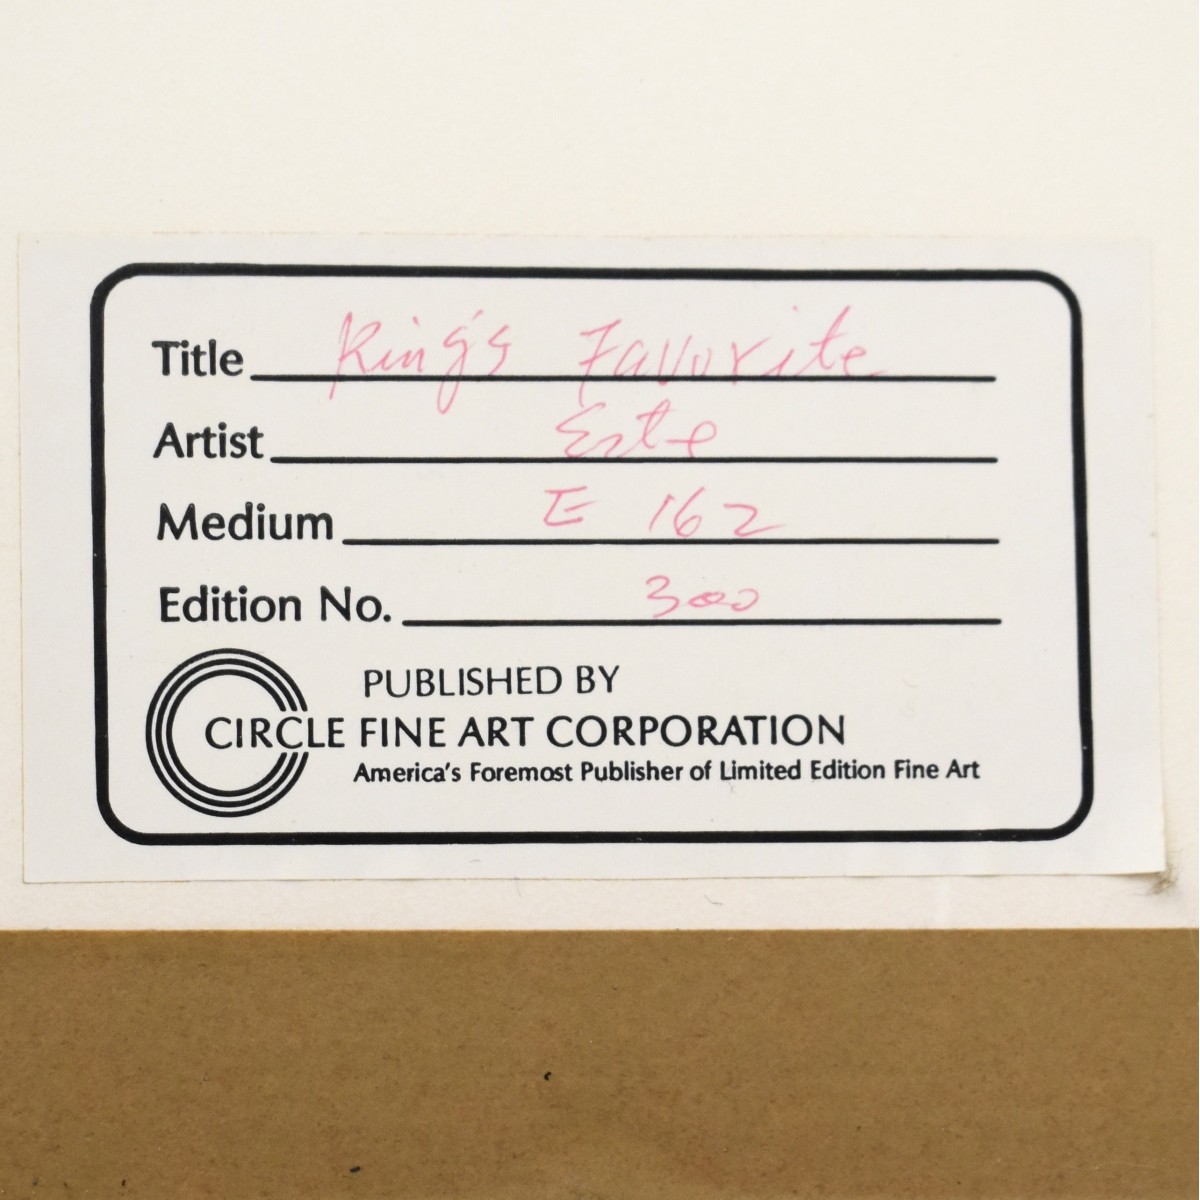 Title King's Favorite
Artist Erte
Medium E 162
Edition No. 300
PUBLISHED BY
CIRCLE FINE ART CORPORATION
America's Foremost Publisher of Limited Edition Fine Art